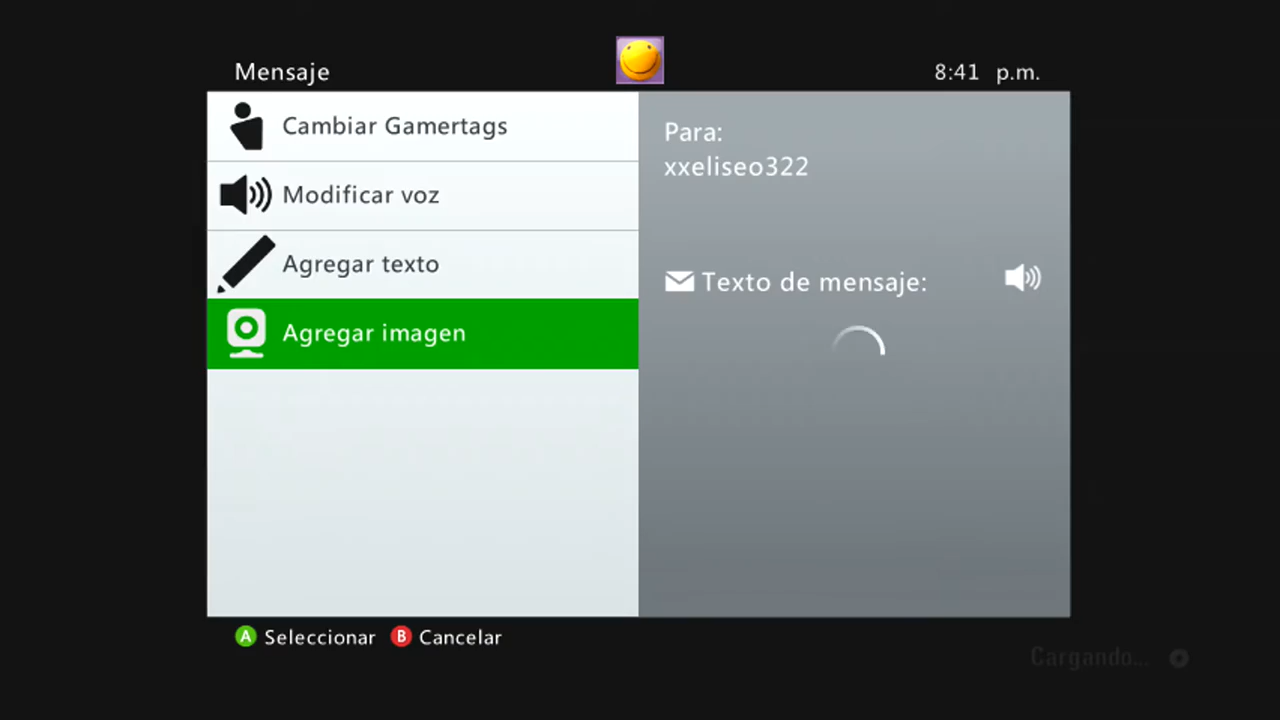 Mensaje
8:41 p.m.
Cambiar Gamertags
Modificar voz
Agregar texto
Agregar imagen
Para:
xxeliseo322
Texto de mensaje:
A Seleccionar B Cancelar
Cargando...